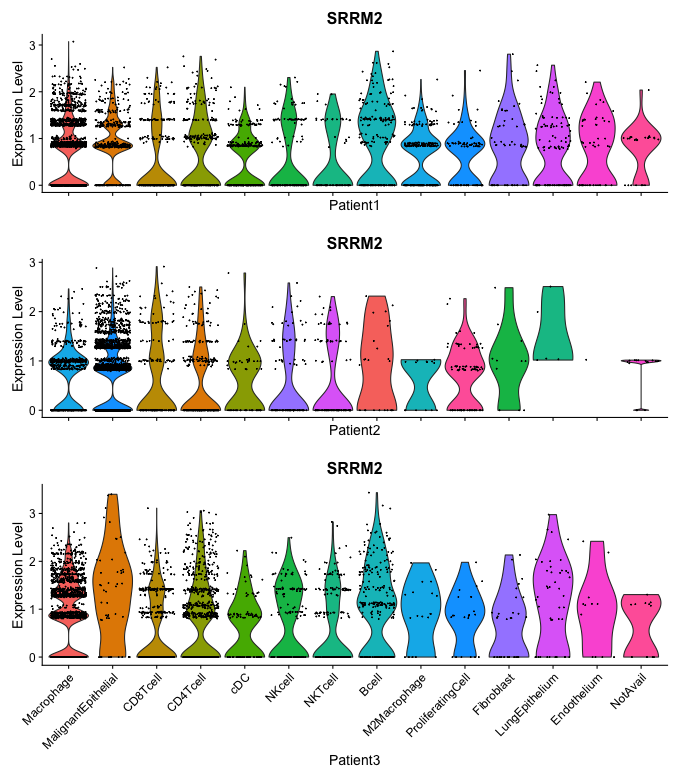 SRRM2
Expression Level
3
2
1
0
Patient1
SRRM2
Expression Level
3
2
1
0
Patient2
SRRM2
Expression Level
3
2
1
0
Macrophage
MalignantEpithelial
CD8Tcell
CD4Tcell
cDC
NKcell
NKTcell
Bcell
M2Macrophage
ProliferatingCell
Fibroblast
LungEpithelium
Endothelium
NotAvail
Patient3